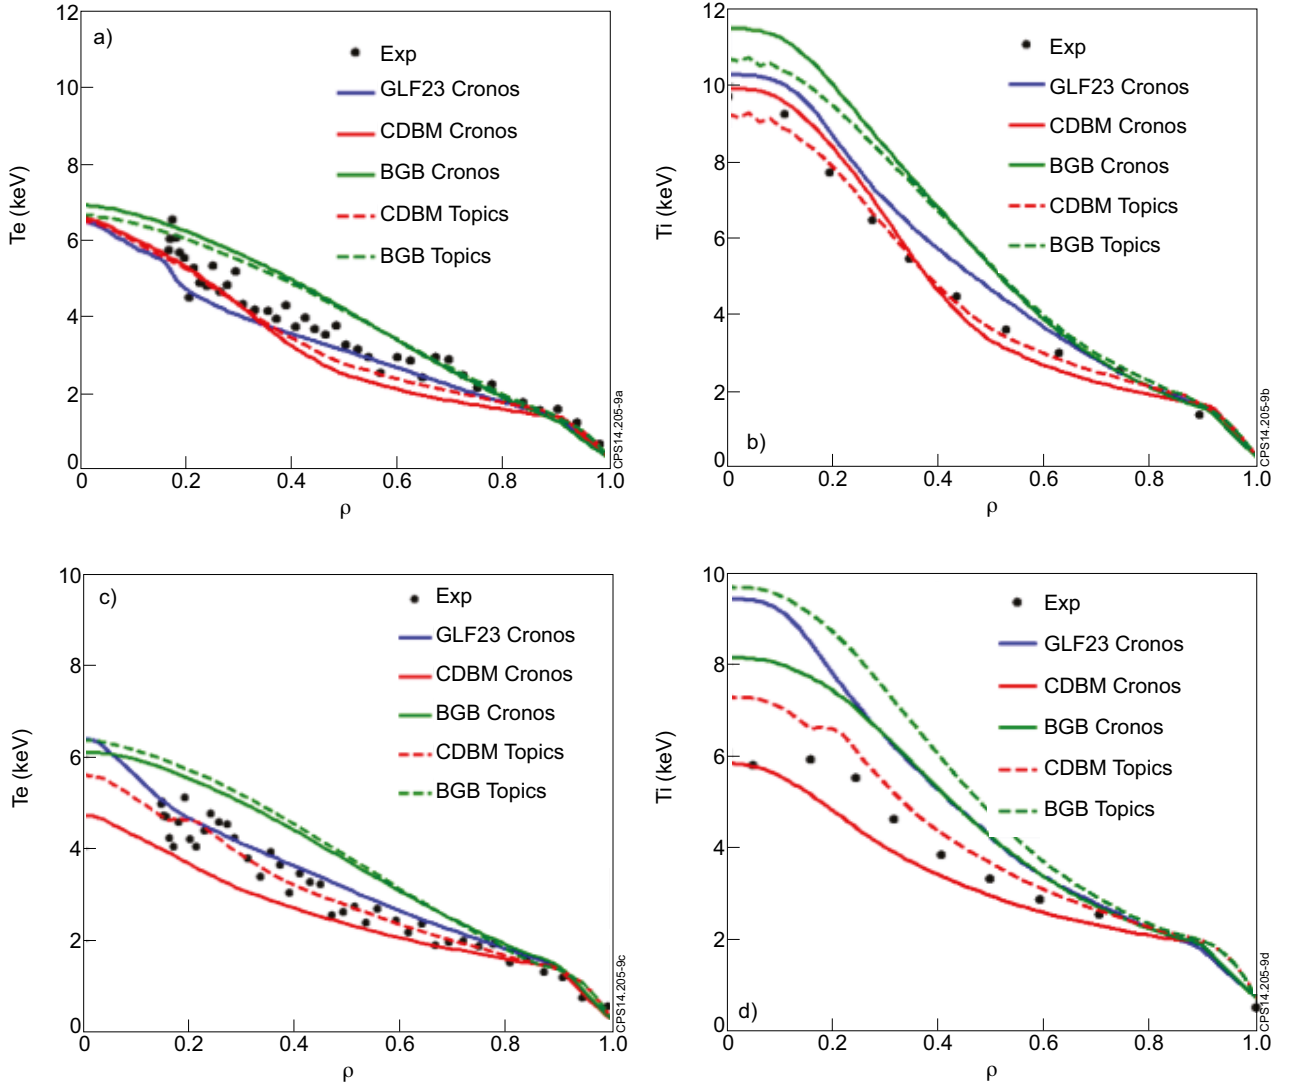 a)
Te (keV)
12
10
8
6
4
2
0
Exp
GLF23 Cronos
CDBM Cronos
BGB Cronos
CDBM Topics
BGB Topics
CPS14.205-9a
0 0.2 0.4 0.6 0.8 1.0
ρ
b)
Ti (keV)
12
10
8
6
4
2
0
Exp
GLF23 Cronos
CDBM Cronos
BGB Cronos
CDBM Topics
BGB Topics
CPS14.205-9b
0 0.2 0.4 0.6 0.8 1.0
ρ
c)
Te (keV)
10
8
6
4
2
0
Exp
GLF23 Cronos
CDBM Cronos
BGB Cronos
CDBM Topics
BGB Topics
CPS14.205-9c
0 0.2 0.4 0.6 0.8 1.0
ρ
d)
Ti (keV)
10
8
6
4
2
0
Exp
GLF23 Cronos
CDBM Cronos
BGB Cronos
CDBM Topics
BGB Topics
CPS14.205-9d
0 0.2 0.4 0.6 0.8 1.0
ρ